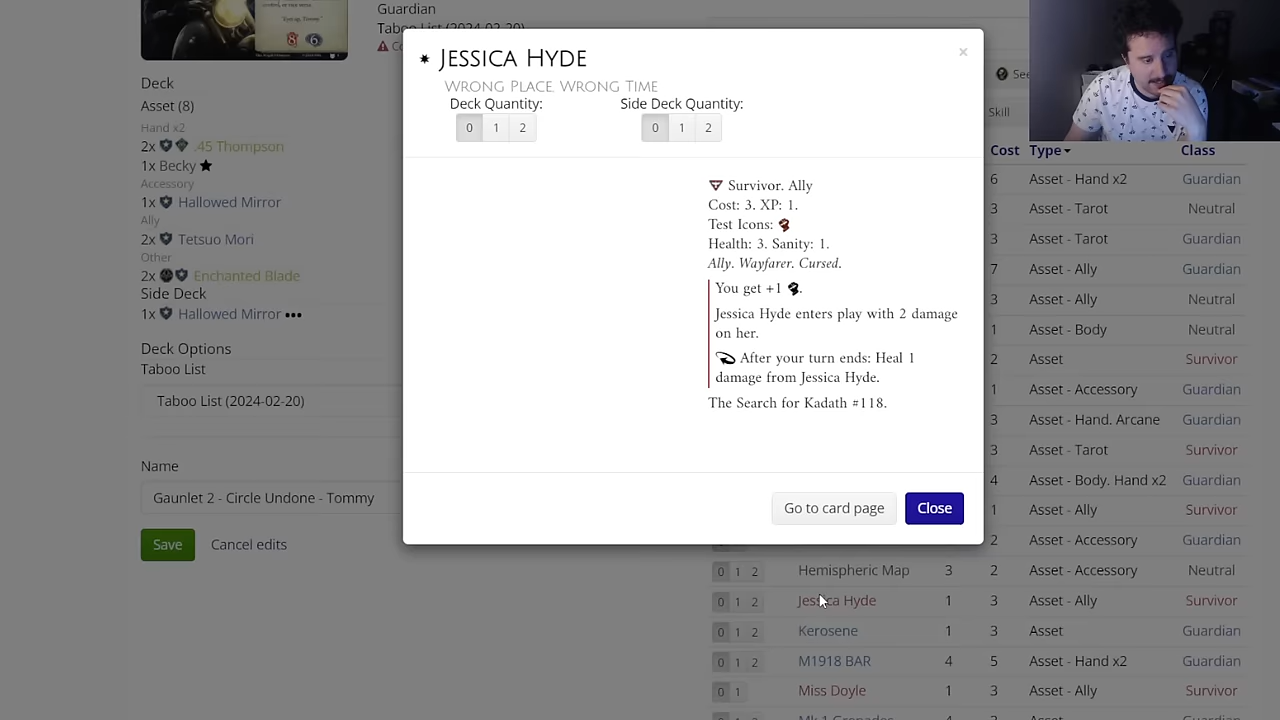 Guardian
Taboo List (2024-02-20)
Deck
Asset (8)
Hand x2
2x .45 Thompson
1x Becky
Accessory
1x Hallowed Mirror
Ally
2x Tetsuo Mori
Other
2x Enchanted Blade
Side Deck
1x Hallowed Mirror •••
Deck Options
Taboo List
Taboo List (2024-02-20)
Name
Gaunlet 2 - Circle Undone - Tommy
Save Cancel edits
JESSICA HYDE ×
WRONG PLACE. WRONG TIME
Deck Quantity: Side Deck Quantity:
0 1 2 0 1 2
Survivor. Ally
Cost: 3. XP: 1.
Test Icons:
Health: 3. Sanity: 1.
Ally. Wayfarer. Cursed.
You get +1 .
Jessica Hyde enters play with 2 damage
on her.
After your turn ends: Heal 1
damage from Jessica Hyde.
The Search for Kadath #118.
Go to card page Close
Skill
Cost Type Class
6 Asset - Hand x2 Guardian
3 Asset - Tarot Neutral
3 Asset - Tarot Guardian
7 Asset - Ally Guardian
3 Asset - Ally Neutral
1 Asset - Body Neutral
2 Asset Survivor
1 Asset - Accessory Guardian
3 Asset - Hand. Arcane Guardian
3 Asset - Tarot Survivor
4 Asset - Body. Hand x2 Guardian
1 Asset - Ally Survivor
2 Asset - Accessory Guardian
0 1 2 Hemispheric Map 3 2 Asset - Accessory Neutral
0 1 2 Jessica Hyde 1 3 Asset - Ally Survivor
0 1 2 Kerosene 1 3 Asset Guardian
0 1 2 M1918 BAR 4 5 Asset - Hand x2 Guardian
0 1 Miss Doyle 1 3 Asset - Ally Survivor